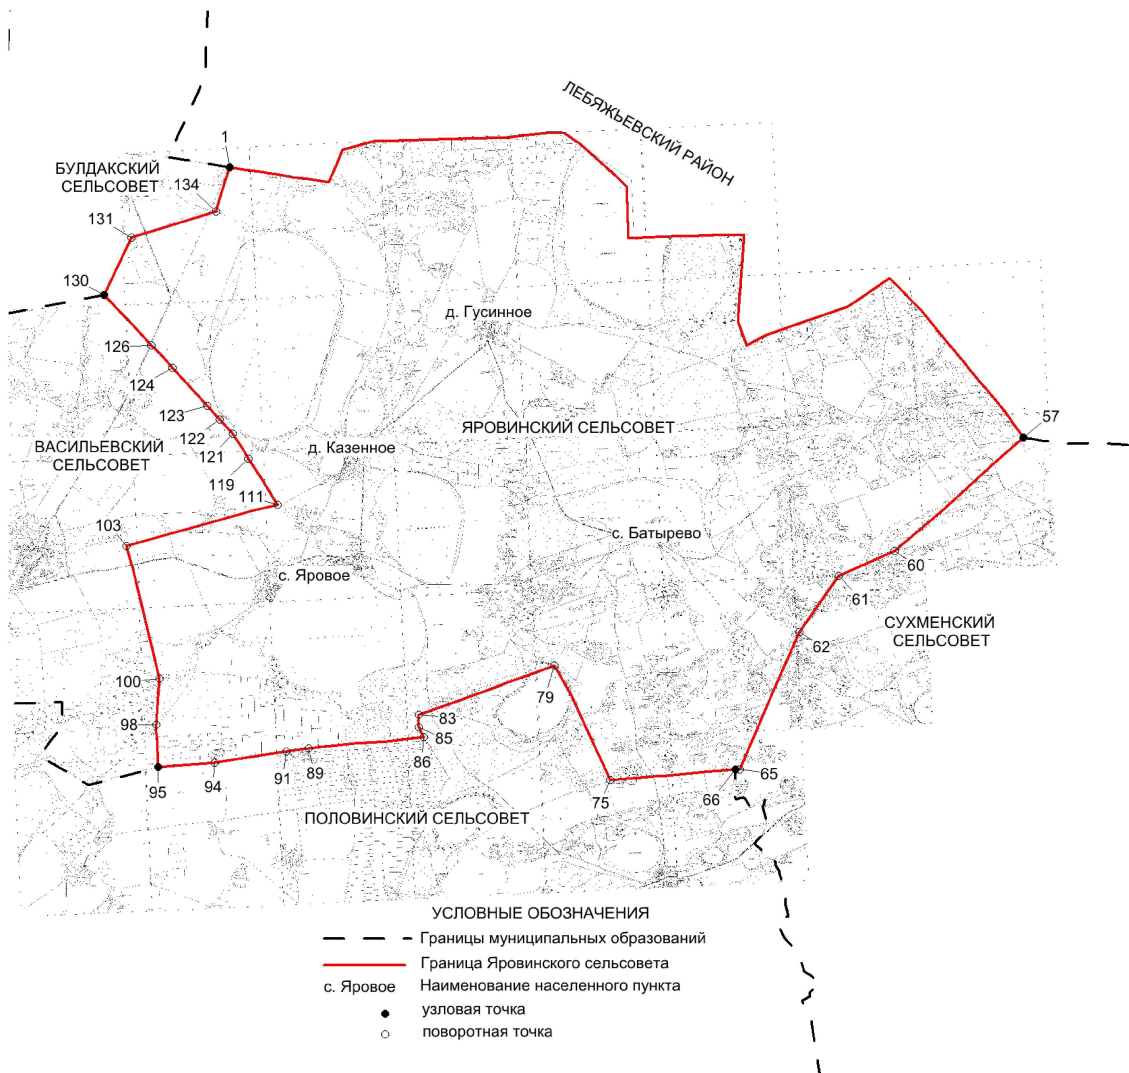 ЛЕБЯЖЬЕВСКИЙ РАЙОН
1
БУЛДАКСКИЙ
СЕЛЬСОВЕТ
134
131
130
д. Гусинное
126
124
123
122
121
119
111
ВАСИЛЬЕВСКИЙ
СЕЛЬСОВЕТ
ЯРОВИНСКИЙ СЕЛЬСОВЕТ
57
д. Казенное
103
с. Батырево
60
с. Яровое
61
СУХМЕНСКИЙ
СЕЛЬСОВЕТ
62
100
79
98
83
85
86
91
89
95
94
75
66
65
ПОЛОВИНСКИЙ СЕЛЬСОВЕТ
УСЛОВНЫЕ ОБОЗНАЧЕНИЯ
Границы муниципальных образований
Граница Яровинского сельсовета
с. Яровое Наименование населенного пункта
узловая точка
поворотная точка